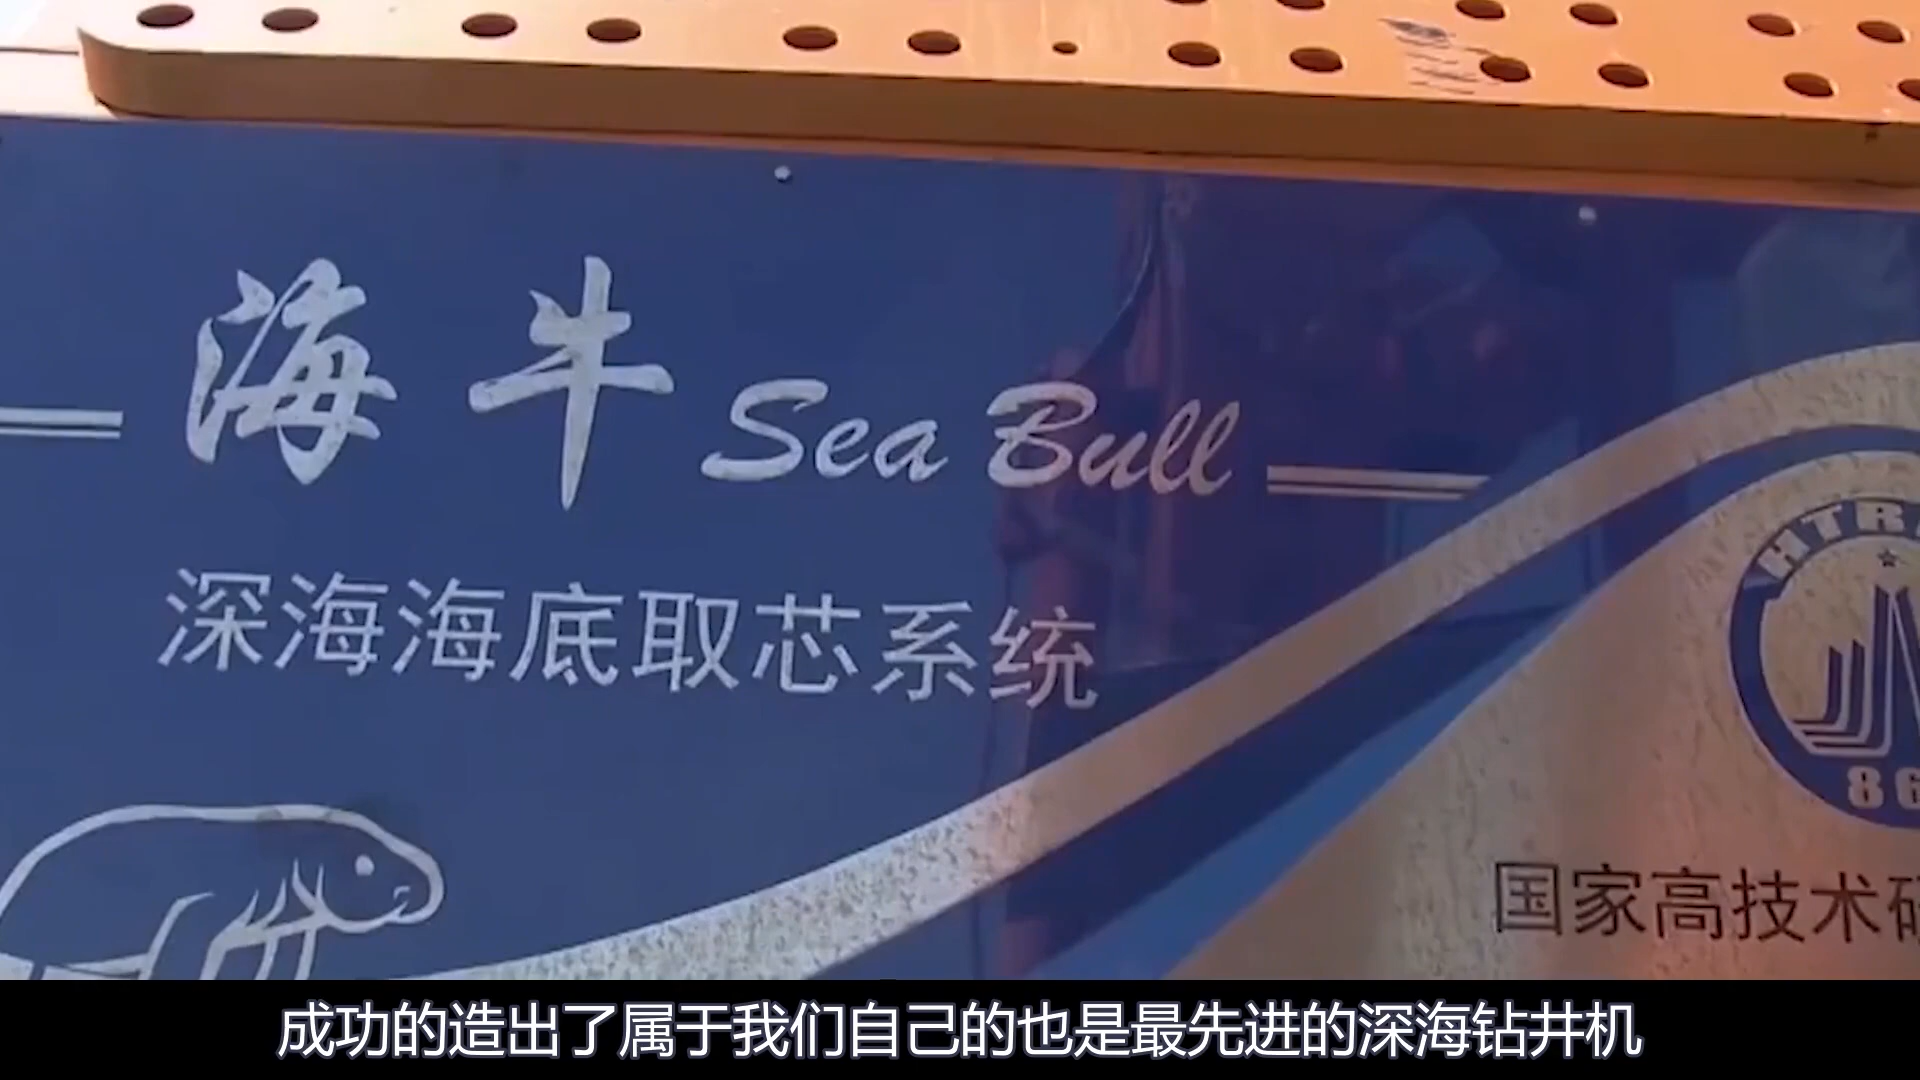 海牛 Sea Bull
深海海底取芯系统
HTR
86
国家高技术
成功的造出了属于我们自己的也是最先进的深海钻井机